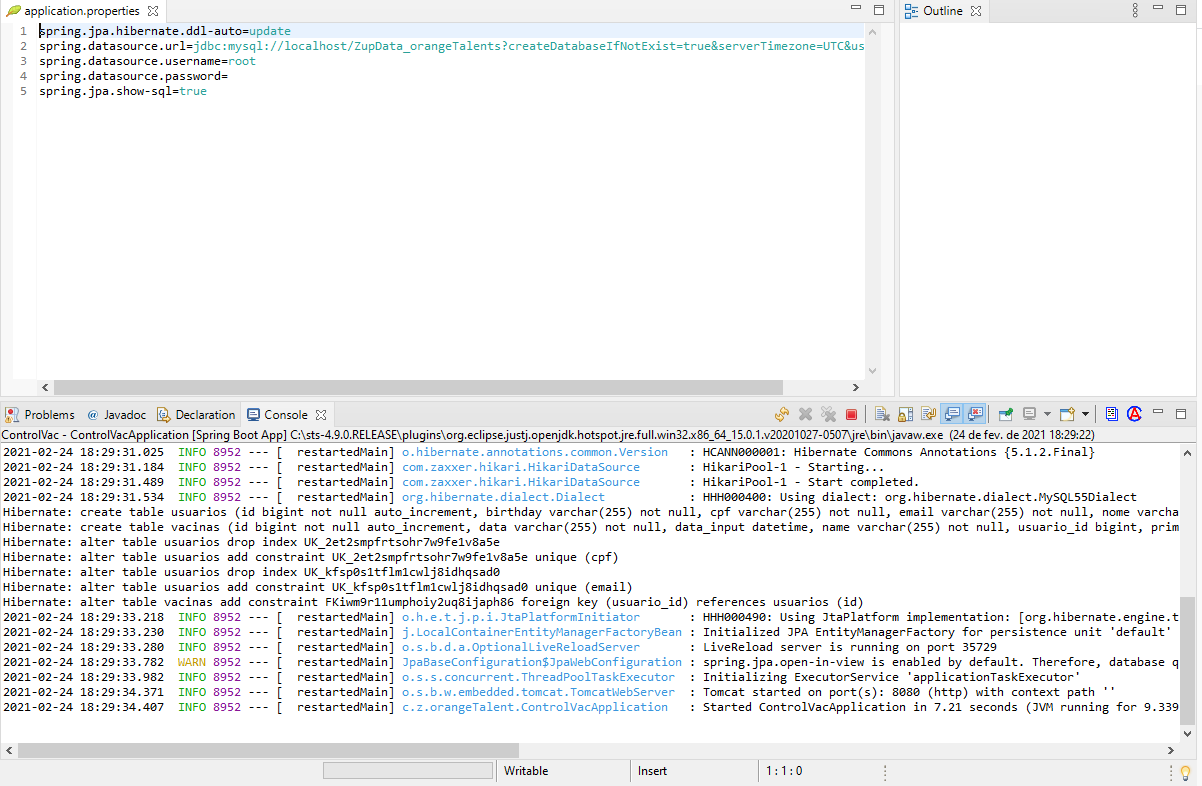 application.properties
Outline
1 spring.jpa.hibernate.ddl-auto=update
2 spring.datasource.url=jdbc:mysql://localhost/ZupData_orangeTalents?createDatabaseIfNotExist=true&serverTimezone=UTC&us
3 spring.datasource.username=root
4 spring.datasource.password=
5 spring.jpa.show-sql=true
Problems @ Javadoc Declaration Console
ControlVac - ControlVacApplication [Spring Boot App] C:\sts-4.9.0.RELEASE\plugins\org.eclipse.justj.openjdk.hotspot.jre.full.win32.x86_64_15.0.1.v20201027-0507\jre\bin\javaw.exe (24 de fev. de 2021 18:29:22)
2021-02-24 18:29:31.025 INFO 8952 --- [ restartedMain] o.hibernate.annotations.common.Version : HCANN000001: Hibernate Commons Annotations {5.1.2.Final}
2021-02-24 18:29:31.184 INFO 8952 --- [ restartedMain] com.zaxxer.hikari.HikariDataSource : HikariPool-1 - Starting...
2021-02-24 18:29:31.489 INFO 8952 --- [ restartedMain] com.zaxxer.hikari.HikariDataSource : HikariPool-1 - Start completed.
2021-02-24 18:29:31.534 INFO 8952 --- [ restartedMain] org.hibernate.dialect.Dialect : HHH000400: Using dialect: org.hibernate.dialect.MySQL55Dialect
Hibernate: create table usuarios (id bigint not null auto_increment, birthday varchar(255) not null, cpf varchar(255) not null, email varchar(255) not null, nome varcha
Hibernate: create table vacinas (id bigint not null auto_increment, data varchar(255) not null, data_input datetime, name varchar(255) not null, usuario_id bigint, prim
Hibernate: alter table usuarios drop index UK_2et2smpfrtsohr7w9fe1v8a5e
Hibernate: alter table usuarios add constraint UK_2et2smpfrtsohr7w9fe1v8a5e unique (cpf)
Hibernate: alter table usuarios drop index UK_kfsp0s1tflm1cwlj8idhqsad0
Hibernate: alter table usuarios add constraint UK_kfsp0s1tflm1cwlj8idhqsad0 unique (email)
Hibernate: alter table vacinas add constraint FKiwm9r11umphoiy2uq8ijaph86 foreign key (usuario_id) references usuarios (id)
2021-02-24 18:29:33.218 INFO 8952 --- [ restartedMain] o.h.e.t.j.p.i.JtaPlatformInitiator : HHH000490: Using JtaPlatform implementation: [org.hibernate.engine.t
2021-02-24 18:29:33.230 INFO 8952 --- [ restartedMain] j.LocalContainerEntityManagerFactoryBean : Initialized JPA EntityManagerFactory for persistence unit 'default'
2021-02-24 18:29:33.280 INFO 8952 --- [ restartedMain] o.s.b.d.a.OptionalLiveReloadServer : LiveReload server is running on port 35729
2021-02-24 18:29:33.782 WARN 8952 --- [ restartedMain] JpaBaseConfiguration$JpaWebConfiguration : spring.jpa.open-in-view is enabled by default. Therefore, database q
2021-02-24 18:29:33.982 INFO 8952 --- [ restartedMain] o.s.s.concurrent.ThreadPoolTaskExecutor : Initializing ExecutorService 'applicationTaskExecutor'
2021-02-24 18:29:34.371 INFO 8952 --- [ restartedMain] o.s.b.w.embedded.tomcat.TomcatWebServer : Tomcat started on port(s): 8080 (http) with context path ''
2021-02-24 18:29:34.407 INFO 8952 --- [ restartedMain] c.z.orangeTalent.ControlVacApplication : Started ControlVacApplication in 7.21 seconds (JVM running for 9.339
Writable Insert 1 : 1 : 0